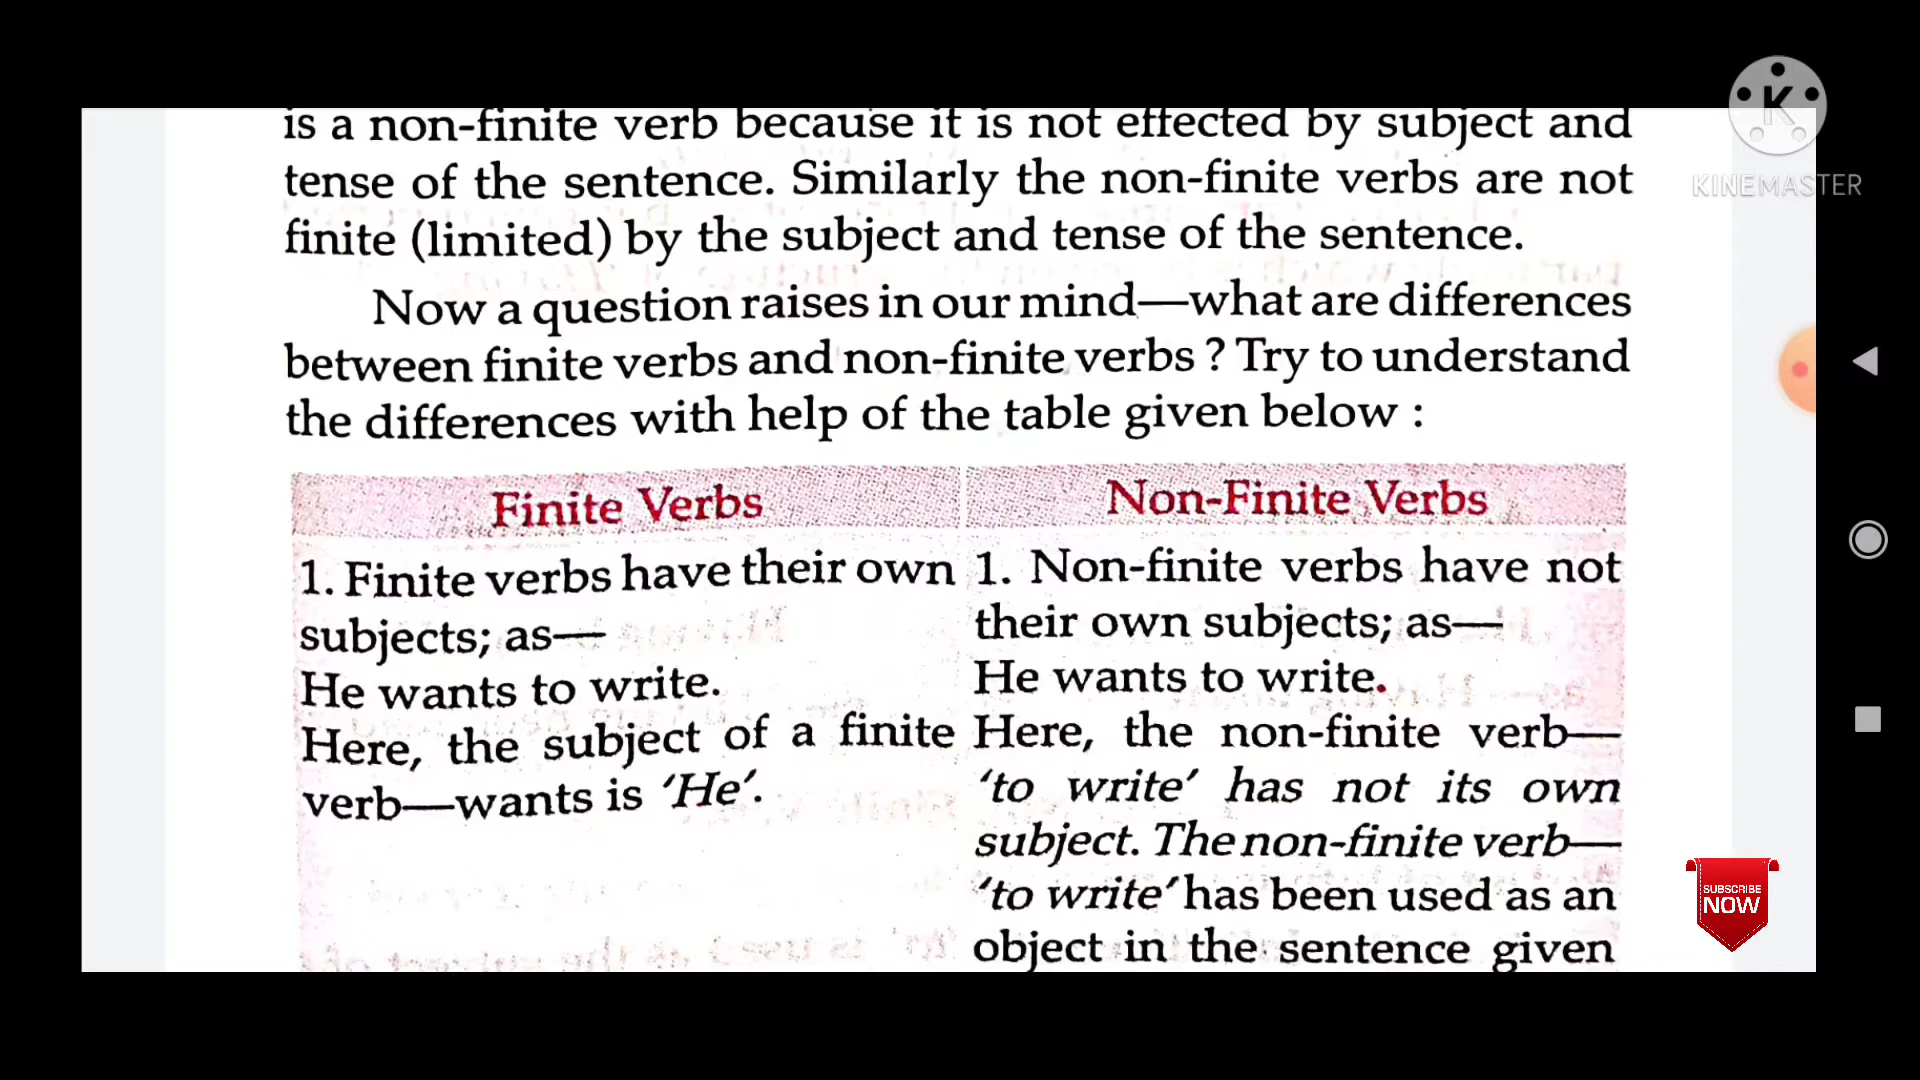 is a non-finite verb because it is not effected by subject and
tense of the sentence. Similarly the non-finite verbs are not
finite (limited) by the subject and tense of the sentence.
Now a question raises in our mind—what are differences
between finite verbs and non-finite verbs ? Try to understand
the differences with help of the table given below :
Finite Verbs
1. Finite verbs have their own
subjects; as—
He wants to write.
Here, the subject of a finite
verb—wants is 'He'.
Non-Finite Verbs
1. Non-finite verbs have not
their own subjects; as—
He wants to write.
Here, the non-finite verb—
'to write' has not its own
subject. The non-finite verb—
'to write' has been used as an
object in the sentence given
K
KINEMASTER
SUBSCRIBE
NOW